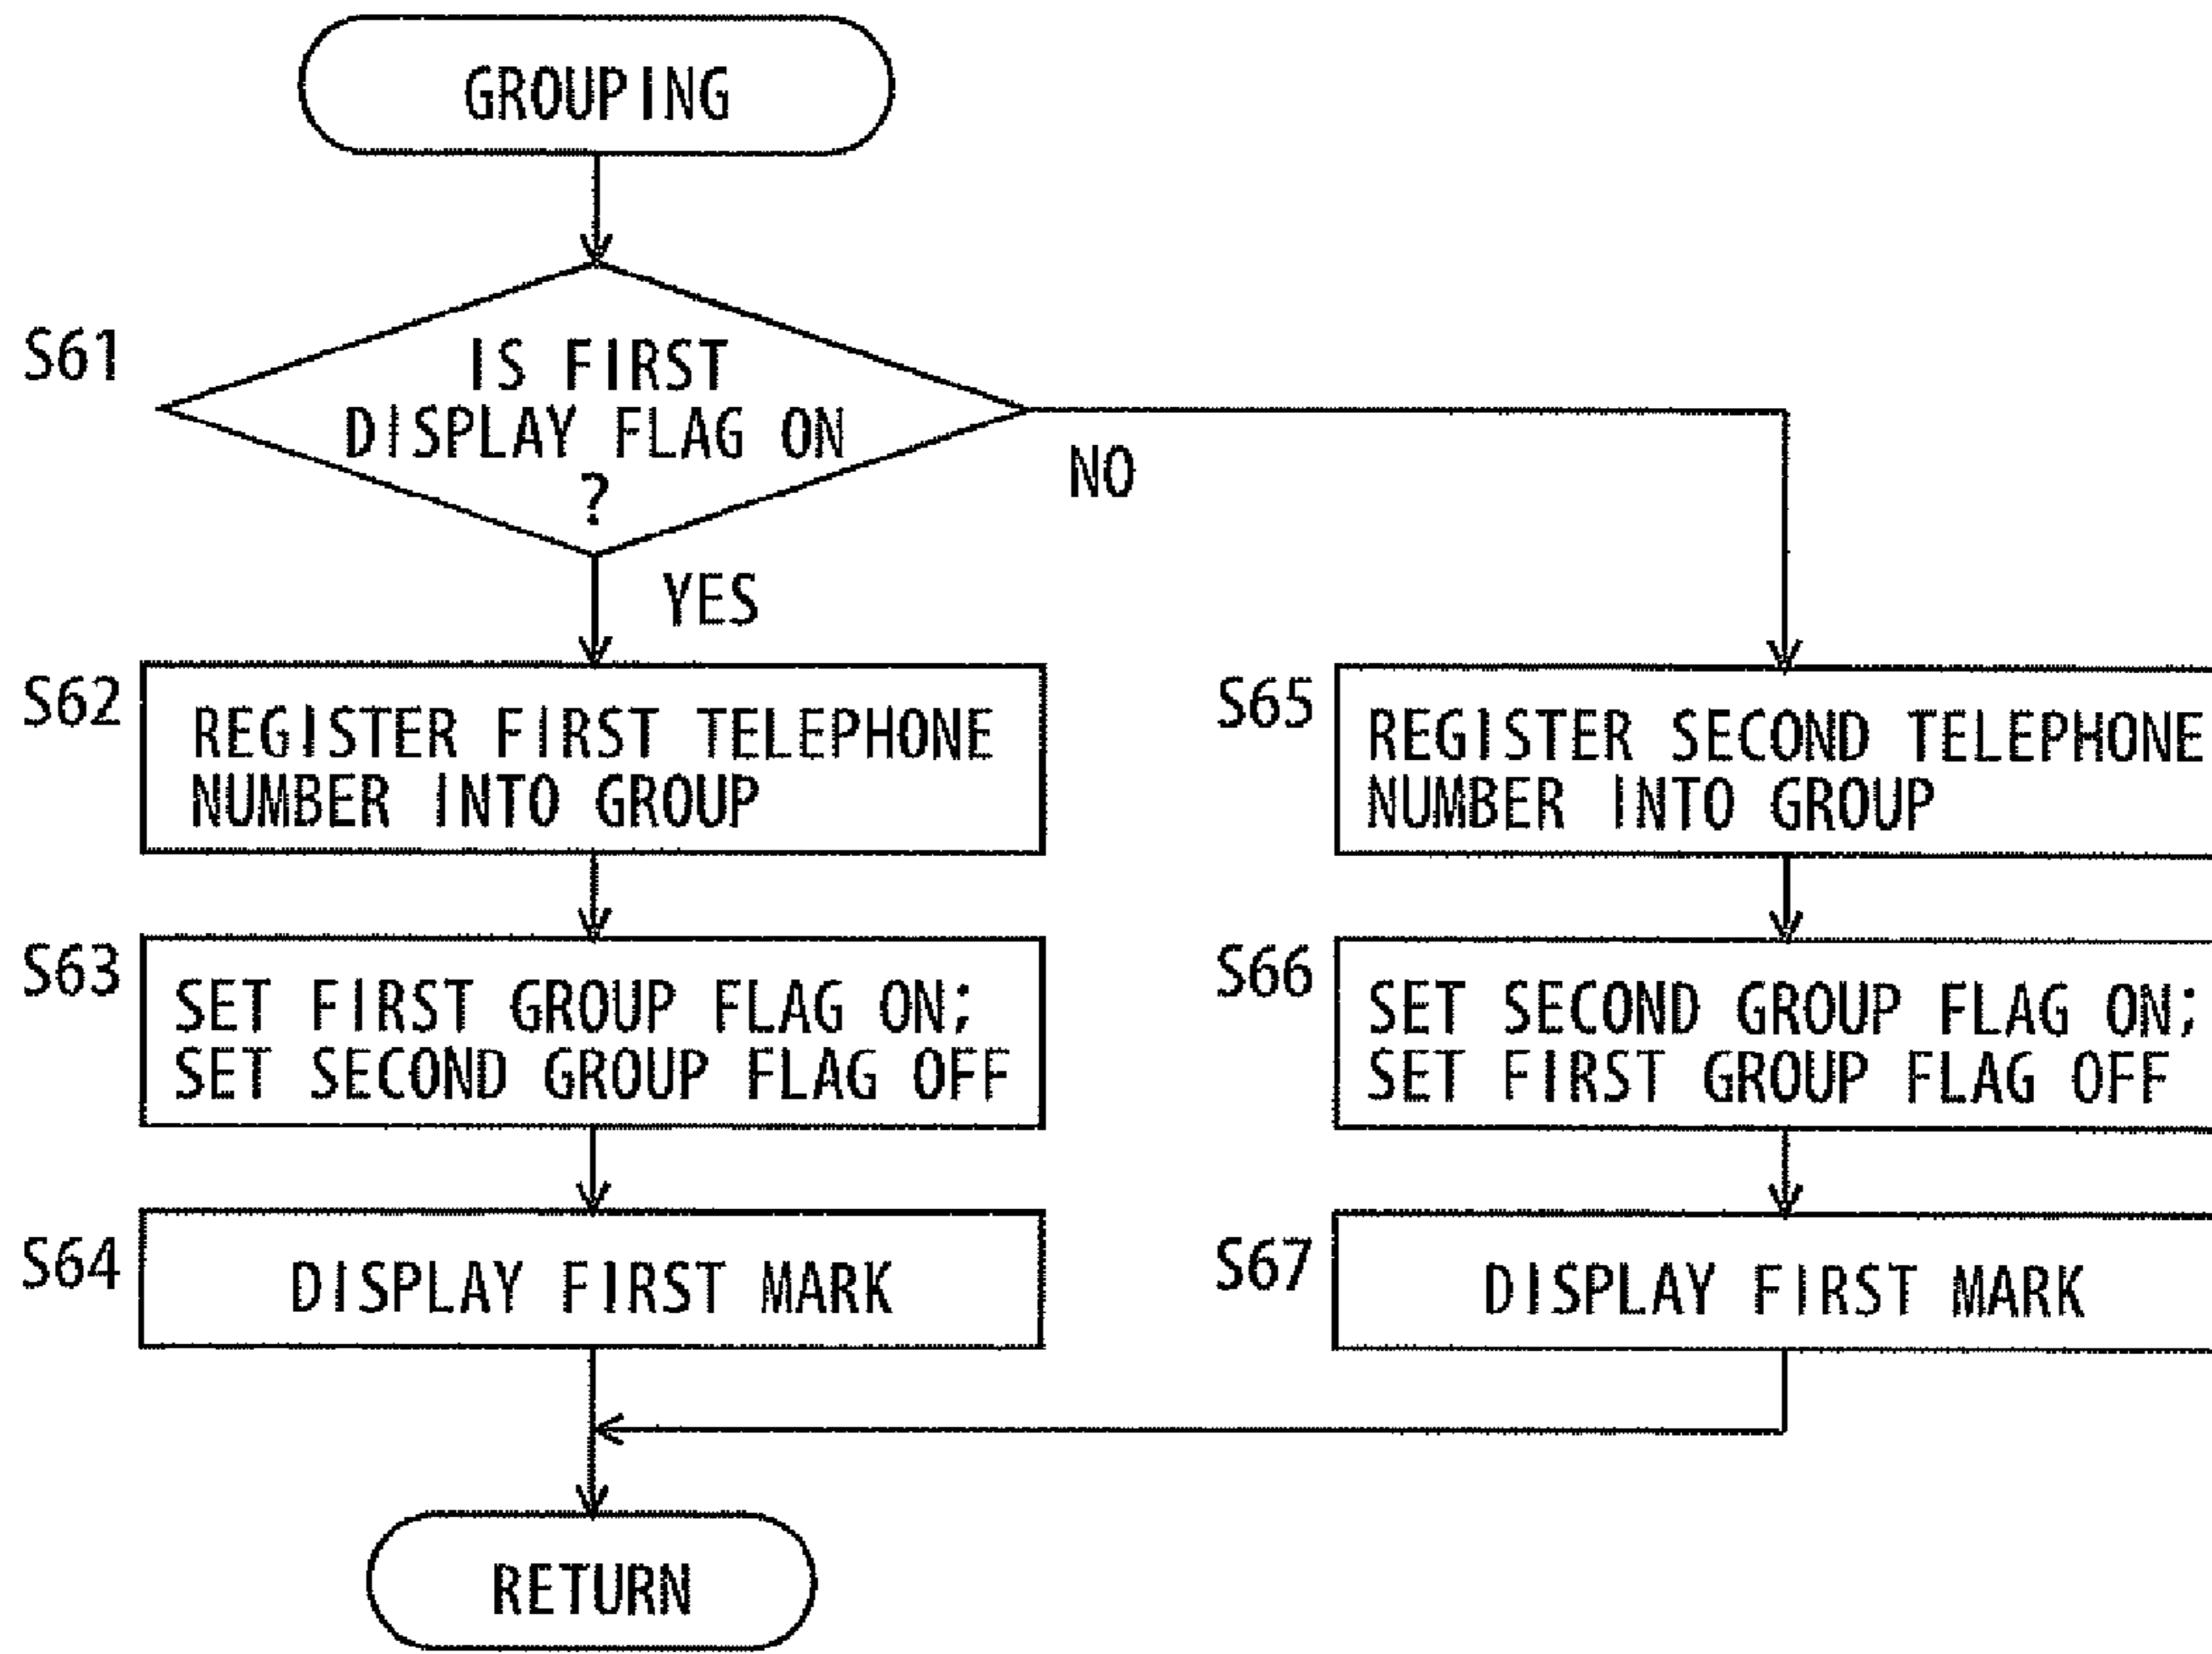 GROUPING
S61
IS FIRST
DISPLAY FLAG ON
?
NO
YES
S62
REGISTER FIRST TELEPHONE
NUMBER INTO GROUP
S63
SET FIRST GROUP FLAG ON;
SET SECOND GROUP FLAG OFF
S64
DISPLAY FIRST MARK
S65
REGISTER SECOND TELEPHONE
NUMBER INTO GROUP
S66
SET SECOND GROUP FLAG ON;
SET FIRST GROUP FLAG OFF
S67
DISPLAY FIRST MARK
RETURN